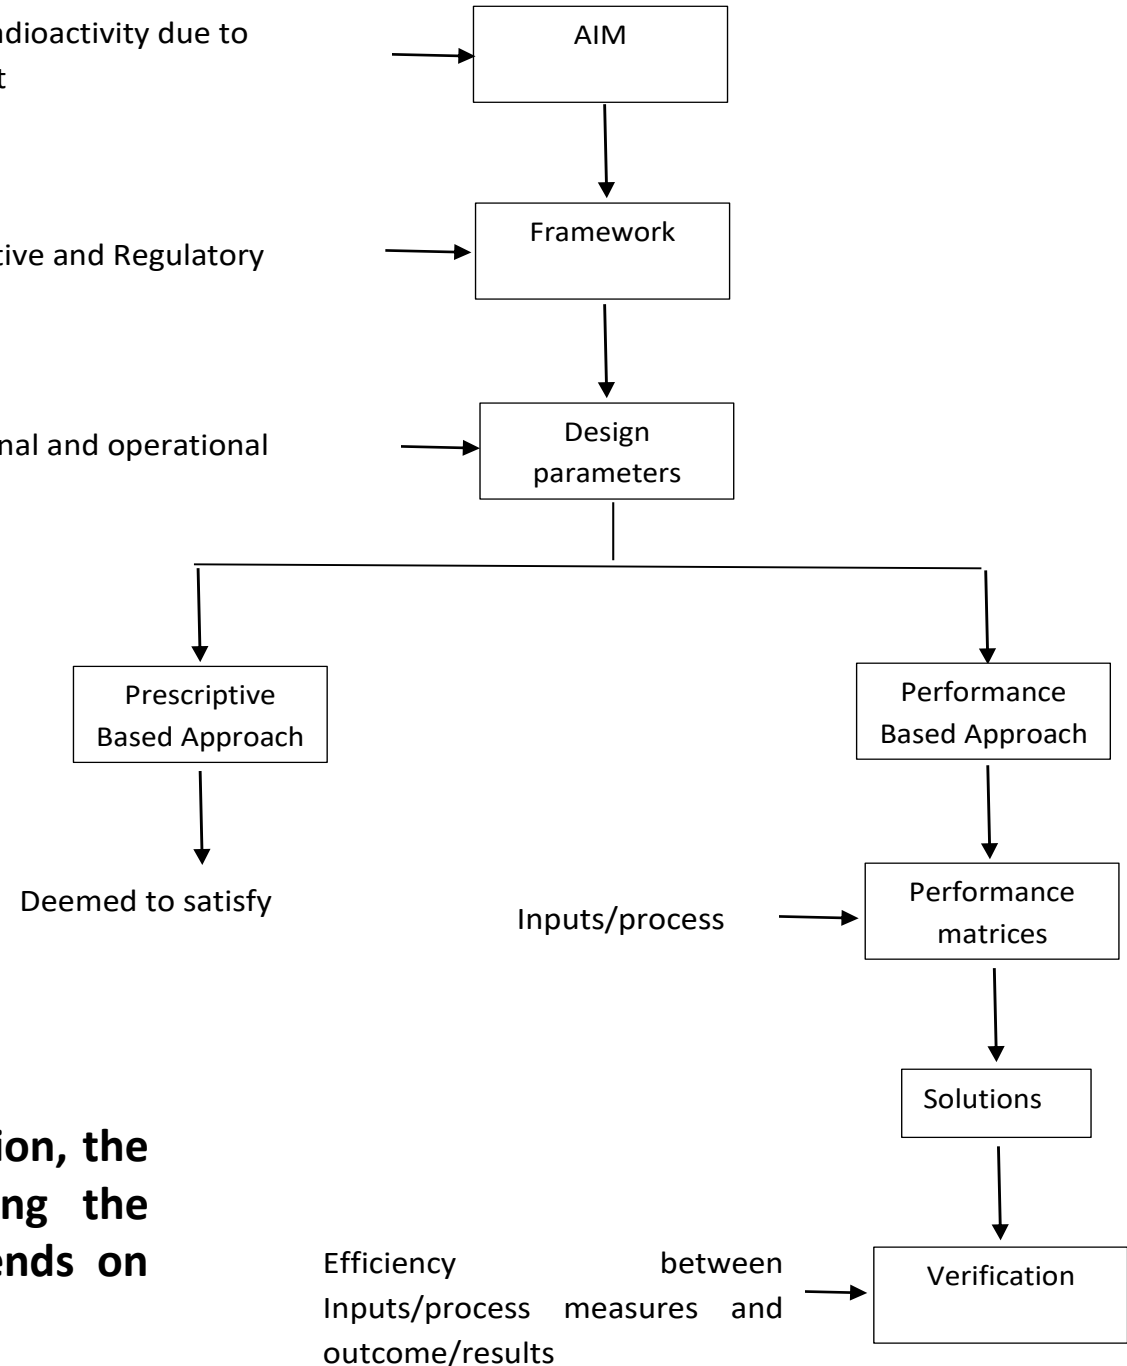 adioactivity due to
t
AIM
tive and Regulatory
Framework
nal and operational
Design
parameters
Prescriptive
Based Approach
Performance
Based Approach
Deemed to satisfy
Inputs/process
Performance
matrices
Solutions
ion, the
ing the
ends on
Efficiency between
Inputs/process measures and
outcome/results
Verification